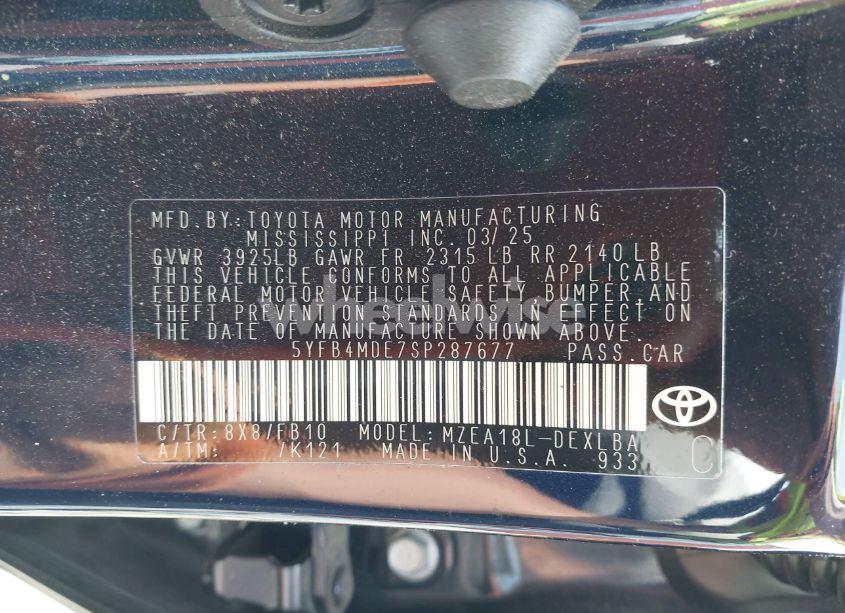 MFD. BY: TOYOTA MOTOR MANUFACTURING
MISSISSIPPI INC. 03/25
GVWR 3925LB GAWR FR 2315 LB RR 2140 LB
THIS VEHICLE CONFORMS TO ALL APPLICABLE
FEDERAL MOTOR VEHICLE SAFETY, BUMPER, AND
THEFT PREVENTION STANDARDS IN EFFECT ON
THE DATE OF MANUFACTURE SHOWN ABOVE.
5YFB4MDE7SP287677 PASS. CAR
C/TR: 8X8/FB10 MODEL: MZEA18L-DEXLBA
A/TM: /K121 MADE IN U.S.A. 933 C
wheelwise